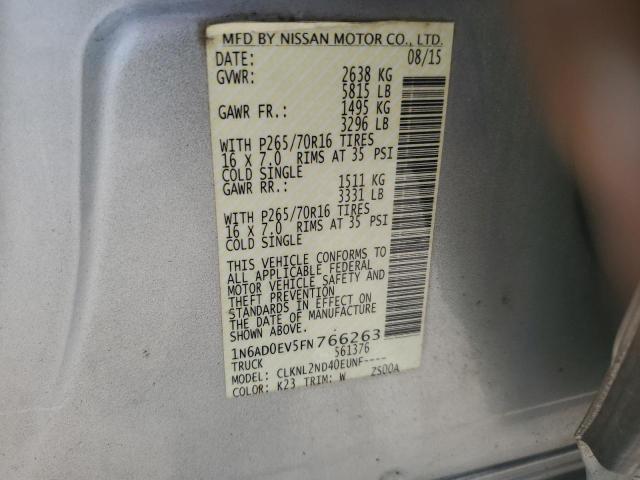 MFD BY NISSAN MOTOR CO., LTD.
DATE: 08/15
GVWR: 2638 KG
5815 LB
GAWR FR.: 1495 KG
3296 LB
WITH P265/70R16 TIRES
16 X 7.0 RIMS AT 35 PSI
COLD SINGLE
GAWR RR.: 1511 KG
3331 LB
WITH P265/70R16 TIRES
16 X 7.0 RIMS AT 35 PSI
COLD SINGLE
THIS VEHICLE CONFORMS TO
ALL APPLICABLE FEDERAL
MOTOR VEHICLE SAFETY AND
THEFT PREVENTION
STANDARDS IN EFFECT ON
THE DATE OF MANUFACTURE
SHOWN ABOVE.
1N6AD0EV5FN766263
TRUCK 561376
MODEL: CLKNL2ND40EUNF----
COLOR: K23 TRIM: W ZS00A